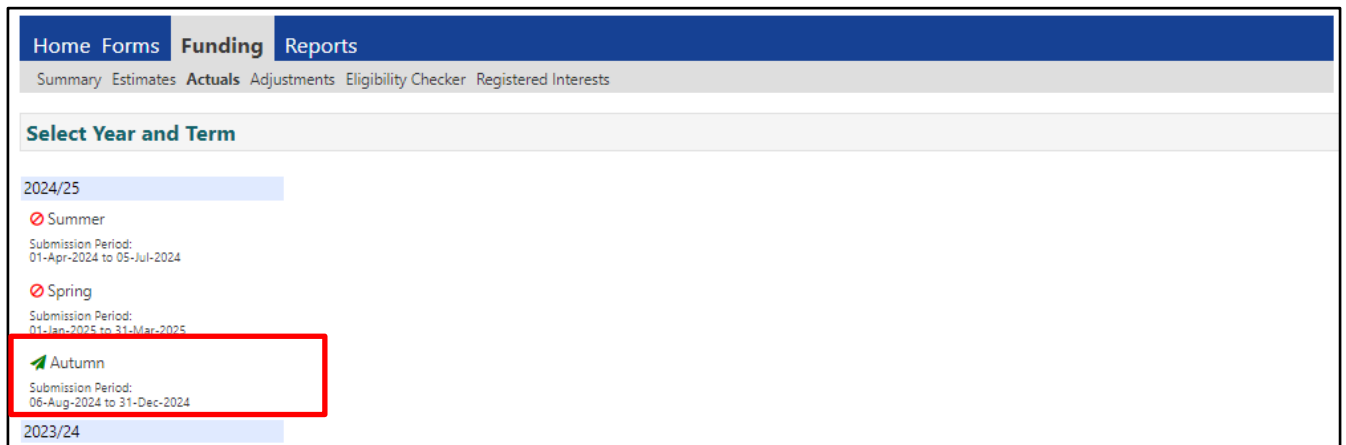 Home Forms Funding Reports
Summary Estimates Actuals Adjustments Eligibility Checker Registered Interests
Select Year and Term
2024/25
Summer
Submission Period:
01-Apr-2024 to 05-Jul-2024
Spring
Submission Period:
01-Jan-2025 to 31-Mar-2025
Autumn
Submission Period:
06-Aug-2024 to 31-Dec-2024
2023/24